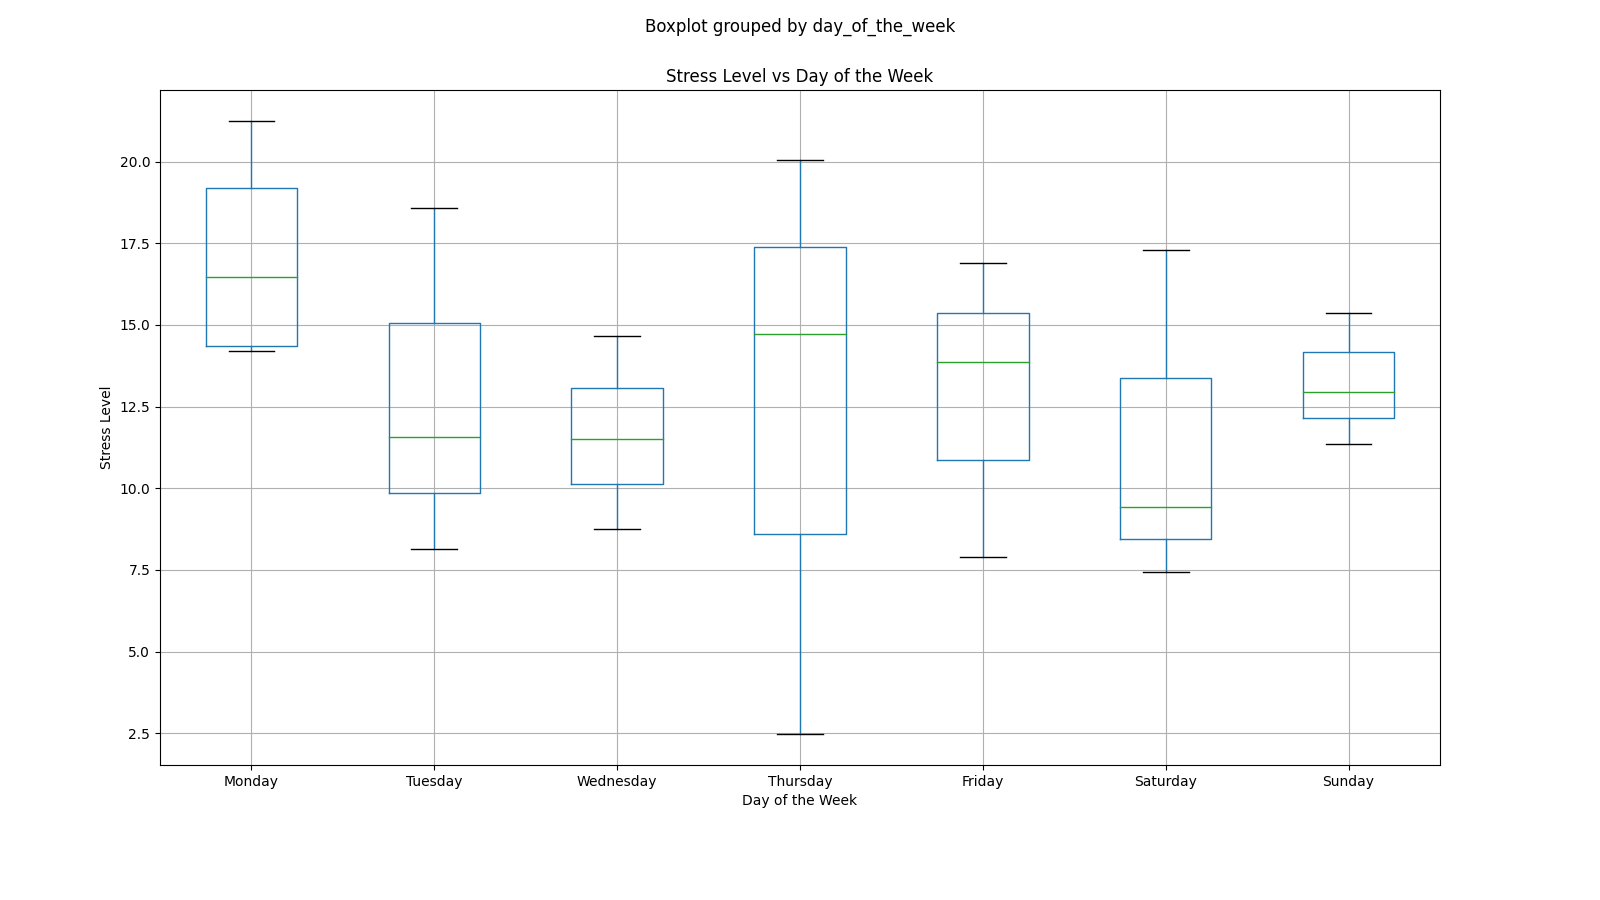 Boxplot grouped by day_of_the_week
Stress Level vs Day of the Week
Stress Level
20.0
17.5
15.0
12.5
10.0
7.5
5.0
2.5
Monday Tuesday Wednesday Thursday Friday Saturday Sunday
Day of the Week